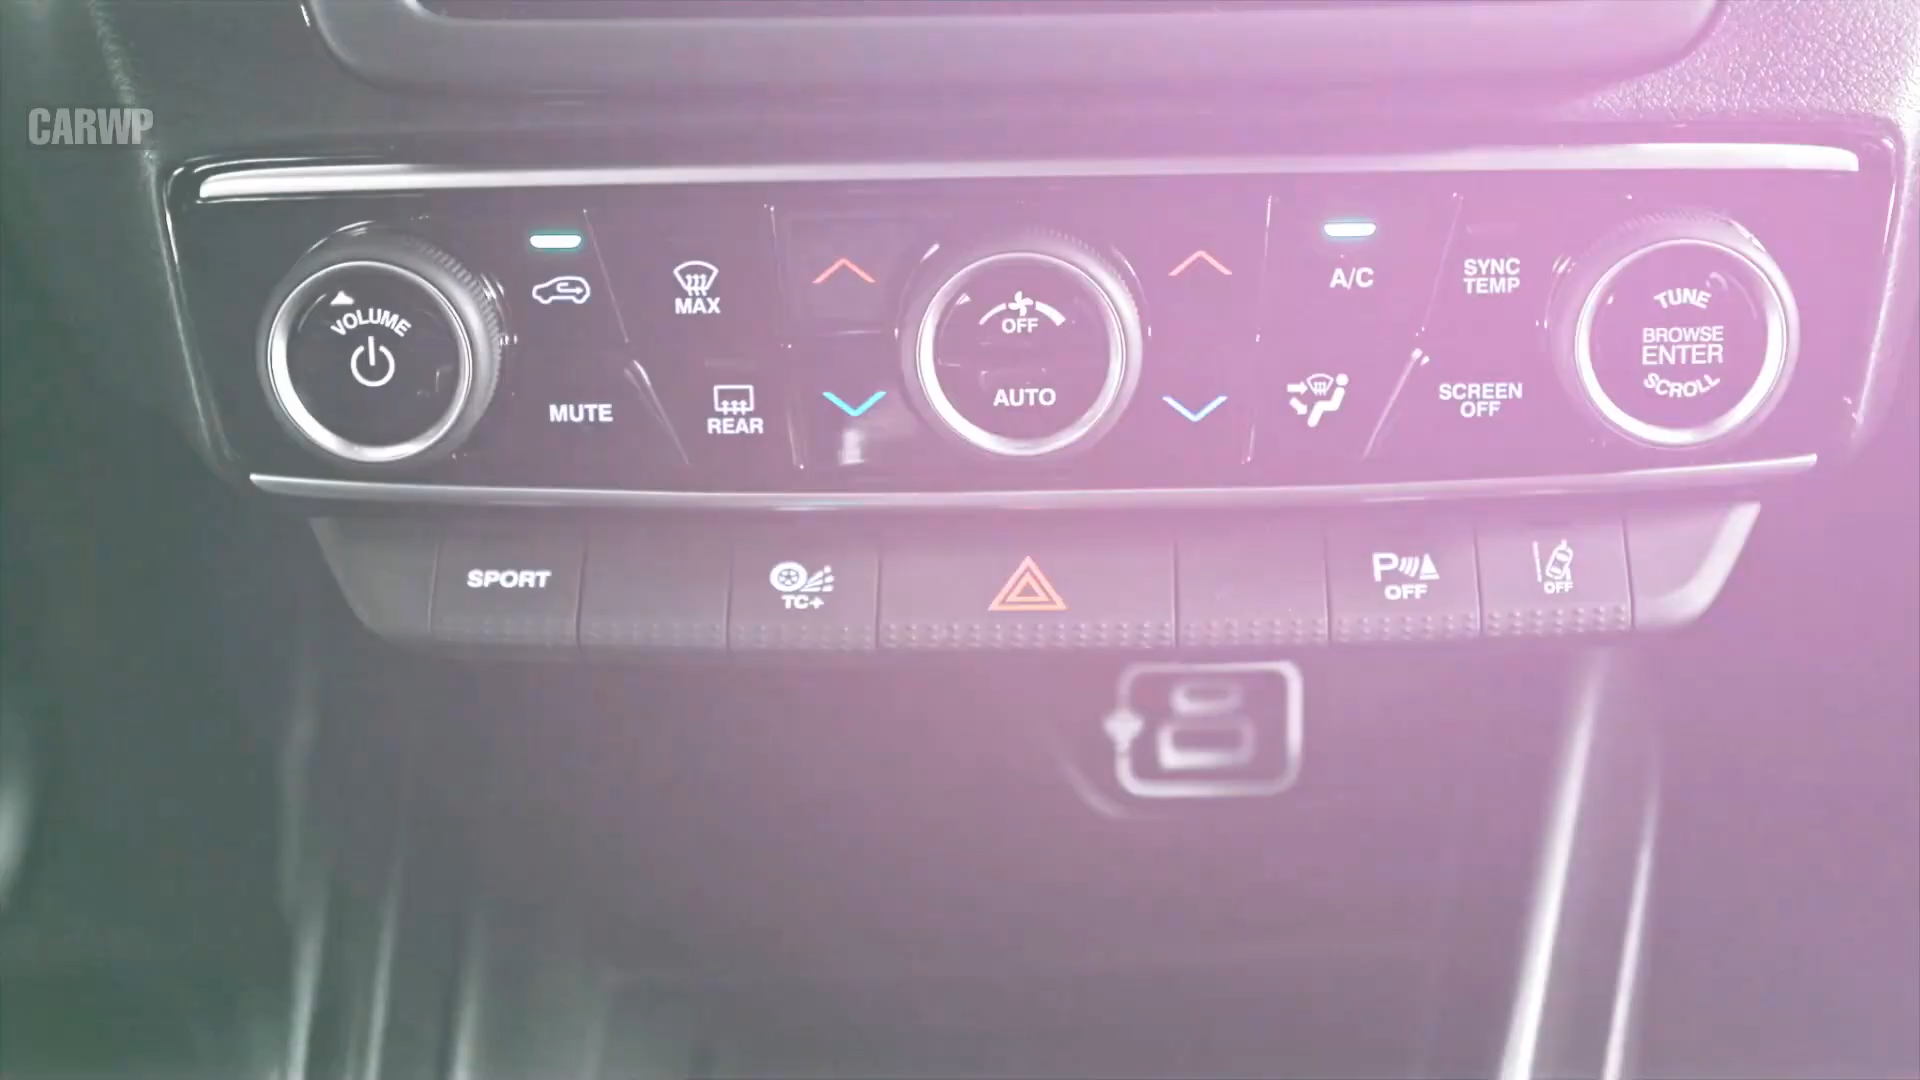 CARWP
VOLUME
MUTE
MAX
REAR
OFF
AUTO
A/C
SYNC
TEMP
SCREEN
OFF
TUNE
BROWSE
ENTER
SCROLL
SPORT
TC+
P
OFF
OFF